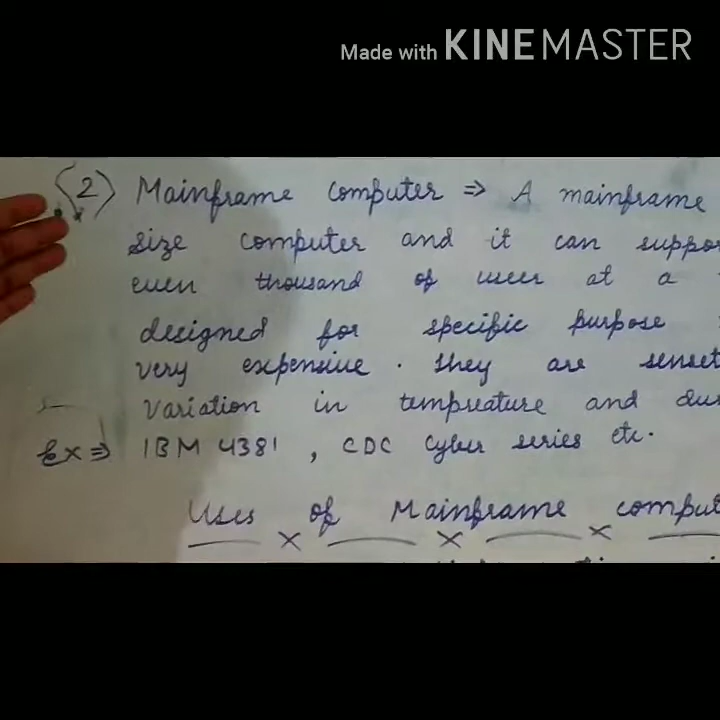 Made with KINEMASTER
(2) Mainframe computer => A mainframe
size computer and it can suppor
even thousand of user at a
designed for specific purpose
very expensive. they are senset
variation in tempreature and dus
Ex => IBM 4381, CDC Cyber series etc.
Uses of Mainframe comput